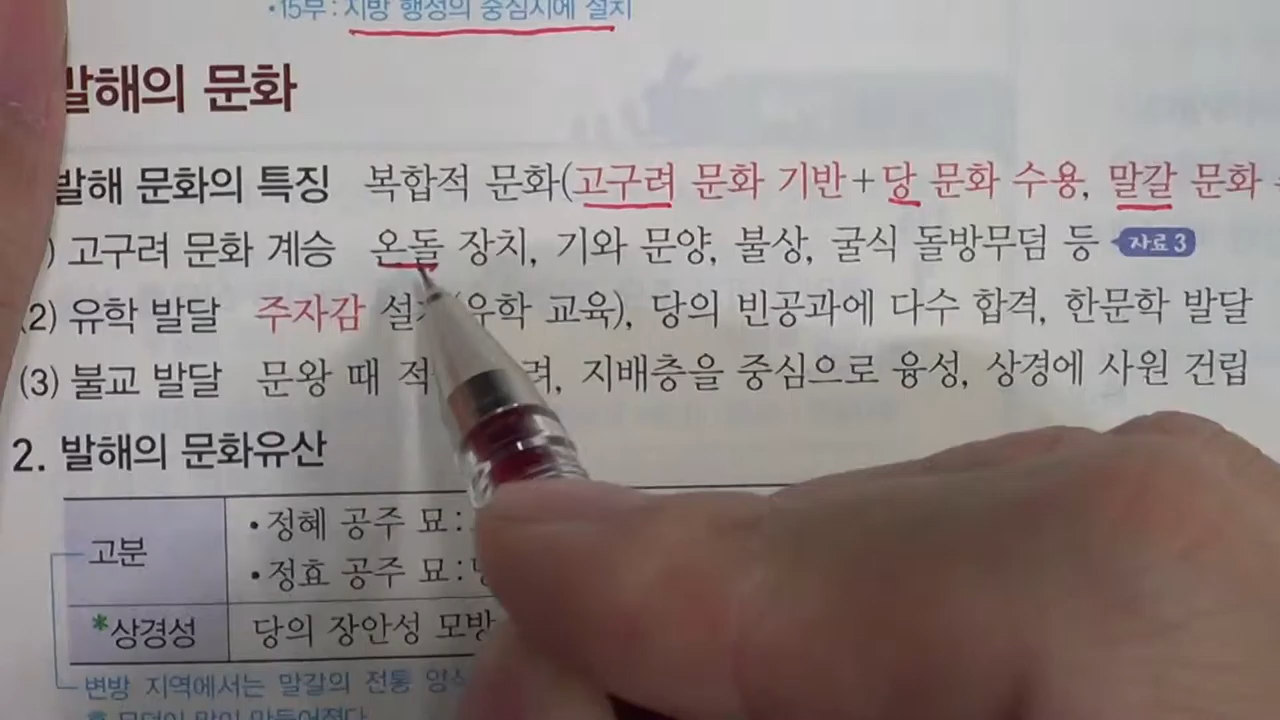 •15부: 지방 행정의 중심지에 설치
발해의 문화
발해 문화의 특징 복합적 문화(고구려 문화 기반+당 문화 수용, 말갈 문화
) 고구려 문화 계승 온돌 장치, 기와 문양, 불상, 굴식 돌방무덤 등 자료 3
(2) 유학 발달 주자감 설치(유학 교육), 당의 빈공과에 다수 합격, 한문학 발달
(3) 불교 발달 문왕 때 적 려, 지배층을 중심으로 융성, 상경에 사원 건립
2. 발해의 문화유산
고분
•정혜 공주 묘:
•정효 공주 묘:
*상경성 당의 장안성 모방
변방 지역에서는 말갈의 전통 양식